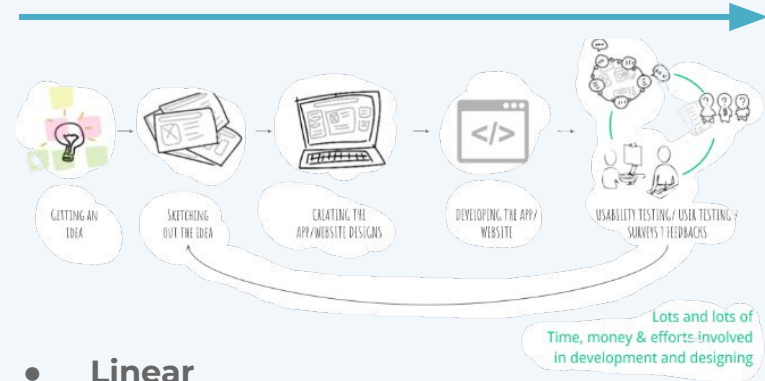 </>
GETTING AN
IDEA
SKETCHING
OUT THE IDEA
CREATING THE
APP/WEBSITE DESIGNS
DEVELOPING THE APP/
WEBSITE
USABILITY TESTING/ USER TESTING /
SURVEYS ? FEEDBACKS
Lots and lots of
Time, money & efforts involved
in development and designing
● Linear